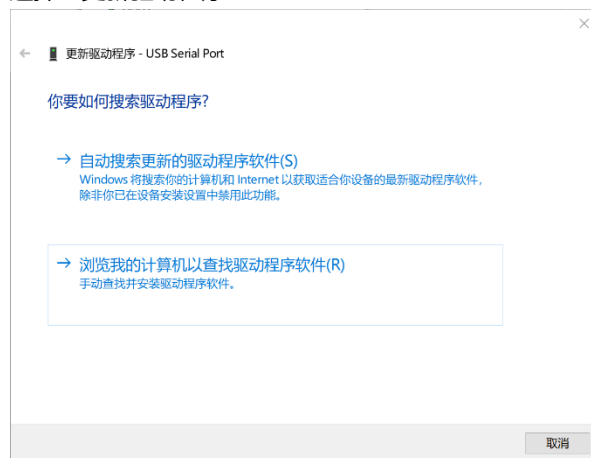 更新驱动程序 - USB Serial Port
你要如何搜索驱动程序?
→ 自动搜索更新的驱动程序软件(S)
Windows 将搜索你的计算机和 Internet 以获取适合你设备的最新驱动程序软件，
除非你已在设备安装设置中禁用此功能。
→ 浏览我的计算机以查找驱动程序软件(R)
手动查找并安装驱动程序软件。
取消